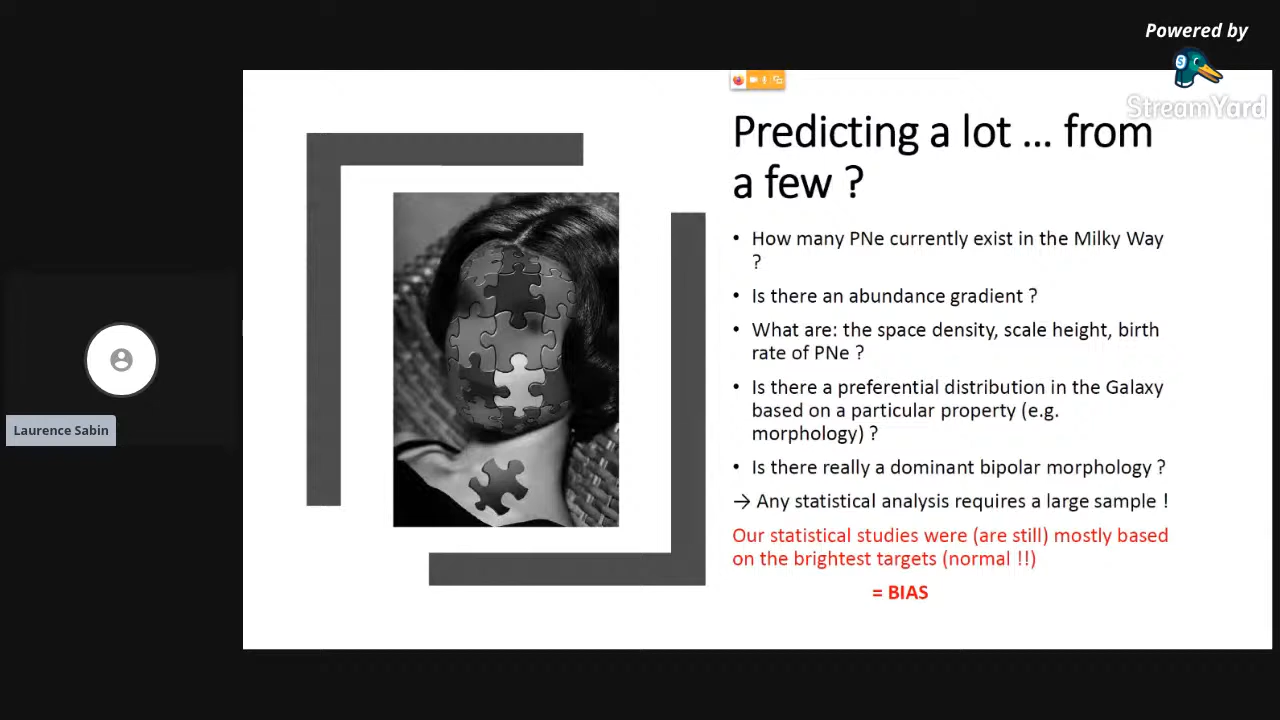 Powered by
StreamYard
Predicting a lot ... from
a few ?
• How many PNe currently exist in the Milky Way
?
• Is there an abundance gradient ?
• What are: the space density, scale height, birth
rate of PNe ?
• Is there a preferential distribution in the Galaxy
based on a particular property (e.g.
morphology) ?
• Is there really a dominant bipolar morphology ?
→ Any statistical analysis requires a large sample !
Our statistical studies were (are still) mostly based
on the brightest targets (normal !!)
= BIAS
Laurence Sabin